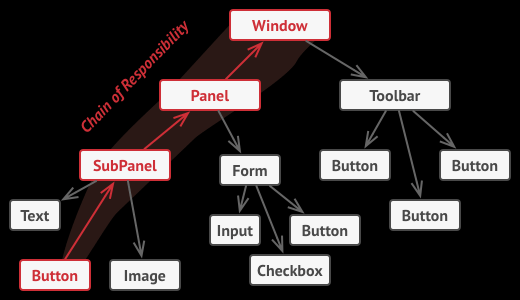 Window
Chain of Responsibility
Panel
Toolbar
SubPanel
Form
Button
Button
Text
Input
Button
Button
Button
Image
Checkbox